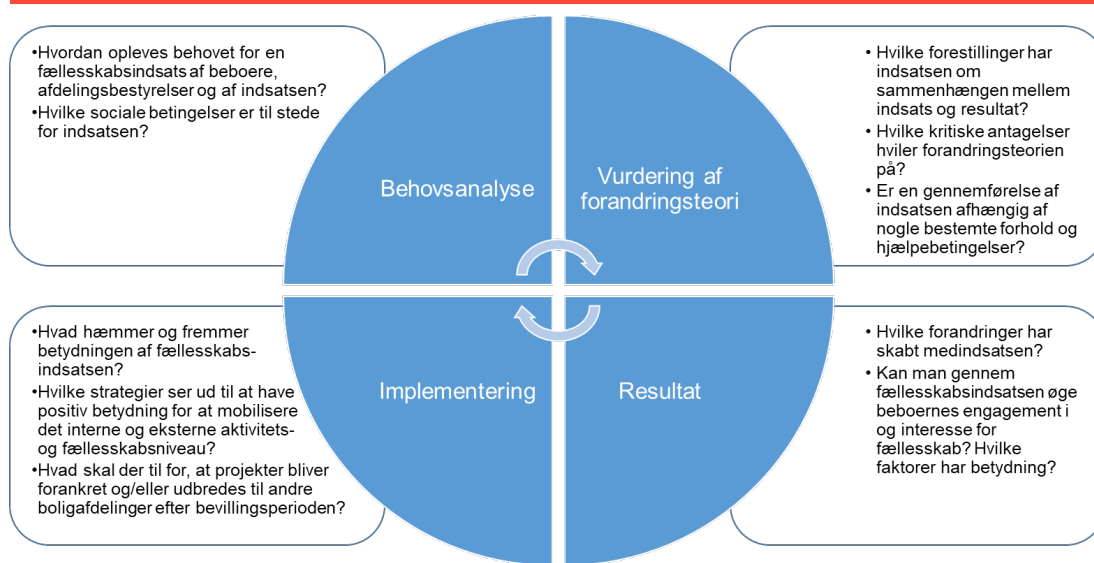 •Hvordan opleves behovet for en
fællesskabsindsats af beboere,
afdelingsbestyrelser og af indsatsen?
•Hvilke sociale betingelser er til stede
for indsatsen?
Behovsanalyse
Vurdering af
forandringsteori
• Hvilke forestillinger har
indsatsen om
sammenhængen mellem
indsats og resultat?
• Hvilke kritiske antagelser
hviler forandringsteorien
på?
• Er en gennemførelse af
indsatsen afhængig af
nogle bestemte forhold og
hjælpebetingelser?
•Hvad hæmmer og fremmer
betydningen af fællesskabs-
indsatsen?
•Hvilke strategier ser ud til at have
positiv betydning for at mobilisere
det interne og eksterne aktivitets-
og fællesskabsniveau?
•Hvad skal der til for, at projekter bliver
forankret og/eller udbredes til andre
boligafdelinger efter bevillingsperioden?
Implementering
Resultat
• Hvilke forandringer har
skabt medindsatsen?
• Kan man gennem
fællesskabsindsatsen øge
beboernes engagement i
og interesse for
fællesskab? Hvilke
faktorer har betydning?